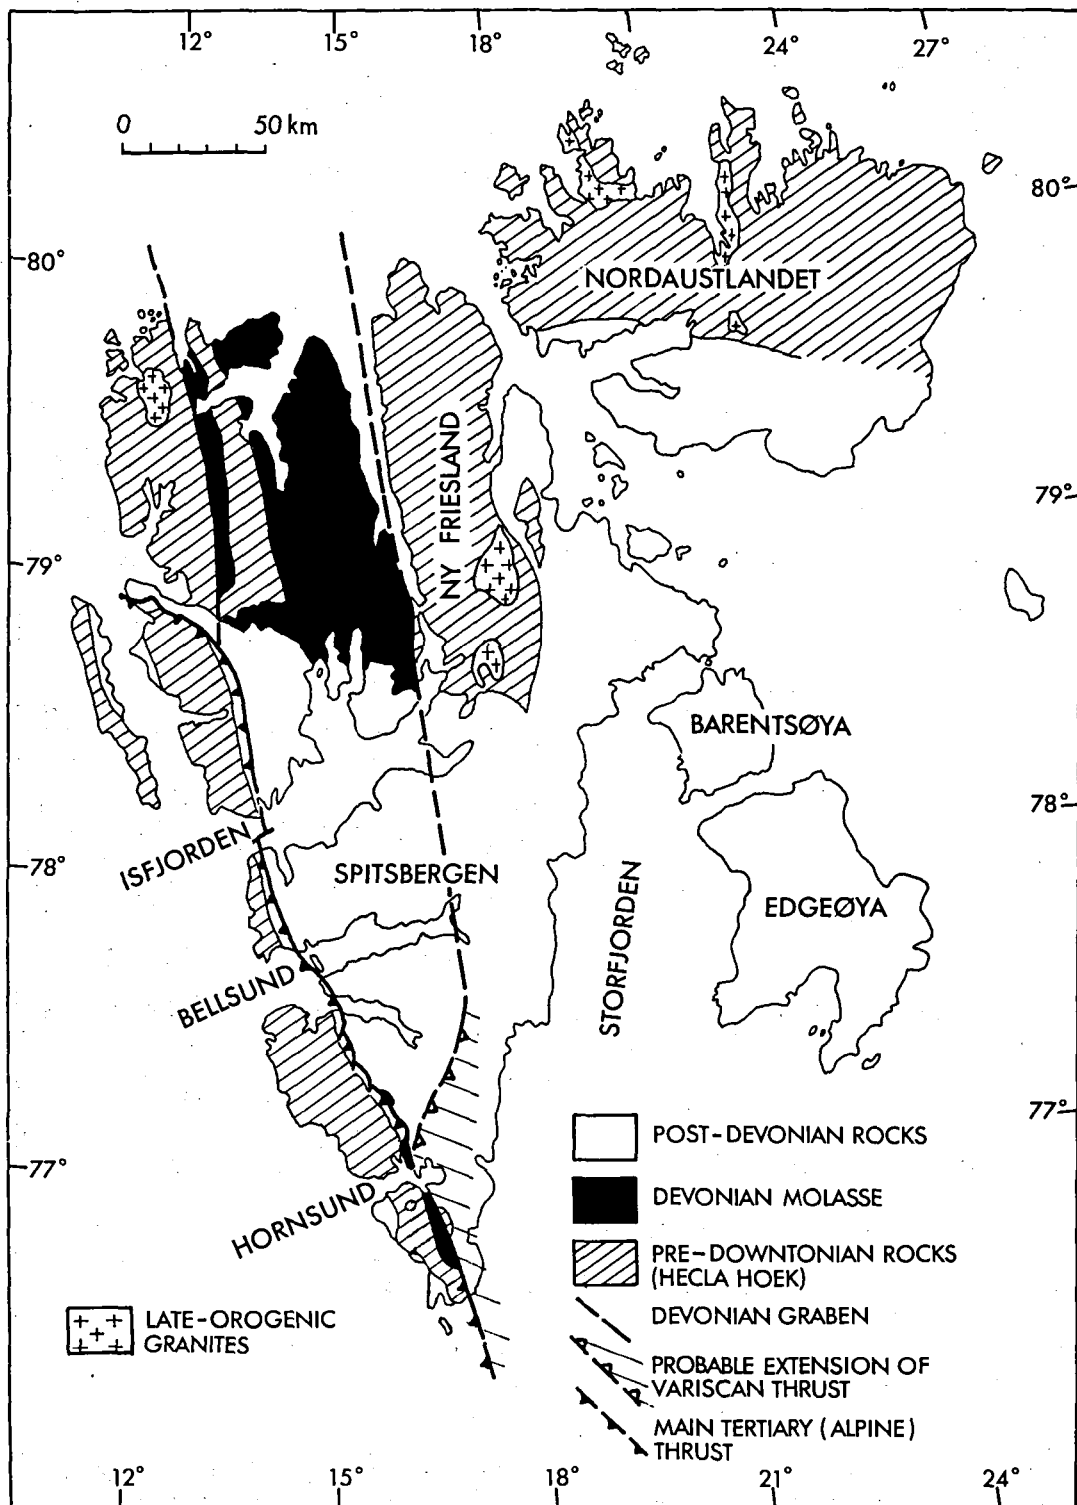 12° 15° 18° 24° 27°
0 50 km
80°
80°
NORDAUSTLANDET
NY FRIESLAND
79°
79°
BARENTSØYA
78°
ISFJORDEN
78°
SPITSBERGEN
EDGEØYA
STORFJORDEN
BELLSUND
77°
POST-DEVONIAN ROCKS
77°
DEVONIAN MOLASSE
HORNSUND
PRE-DOWNTONIAN ROCKS
(HECLA HOEK)
DEVONIAN GRABEN
LATE-OROGENIC
GRANITES
PROBABLE EXTENSION OF
VARISCAN THRUST
MAIN TERTIARY (ALPINE)
THRUST
12° 15° 18° 21° 24°